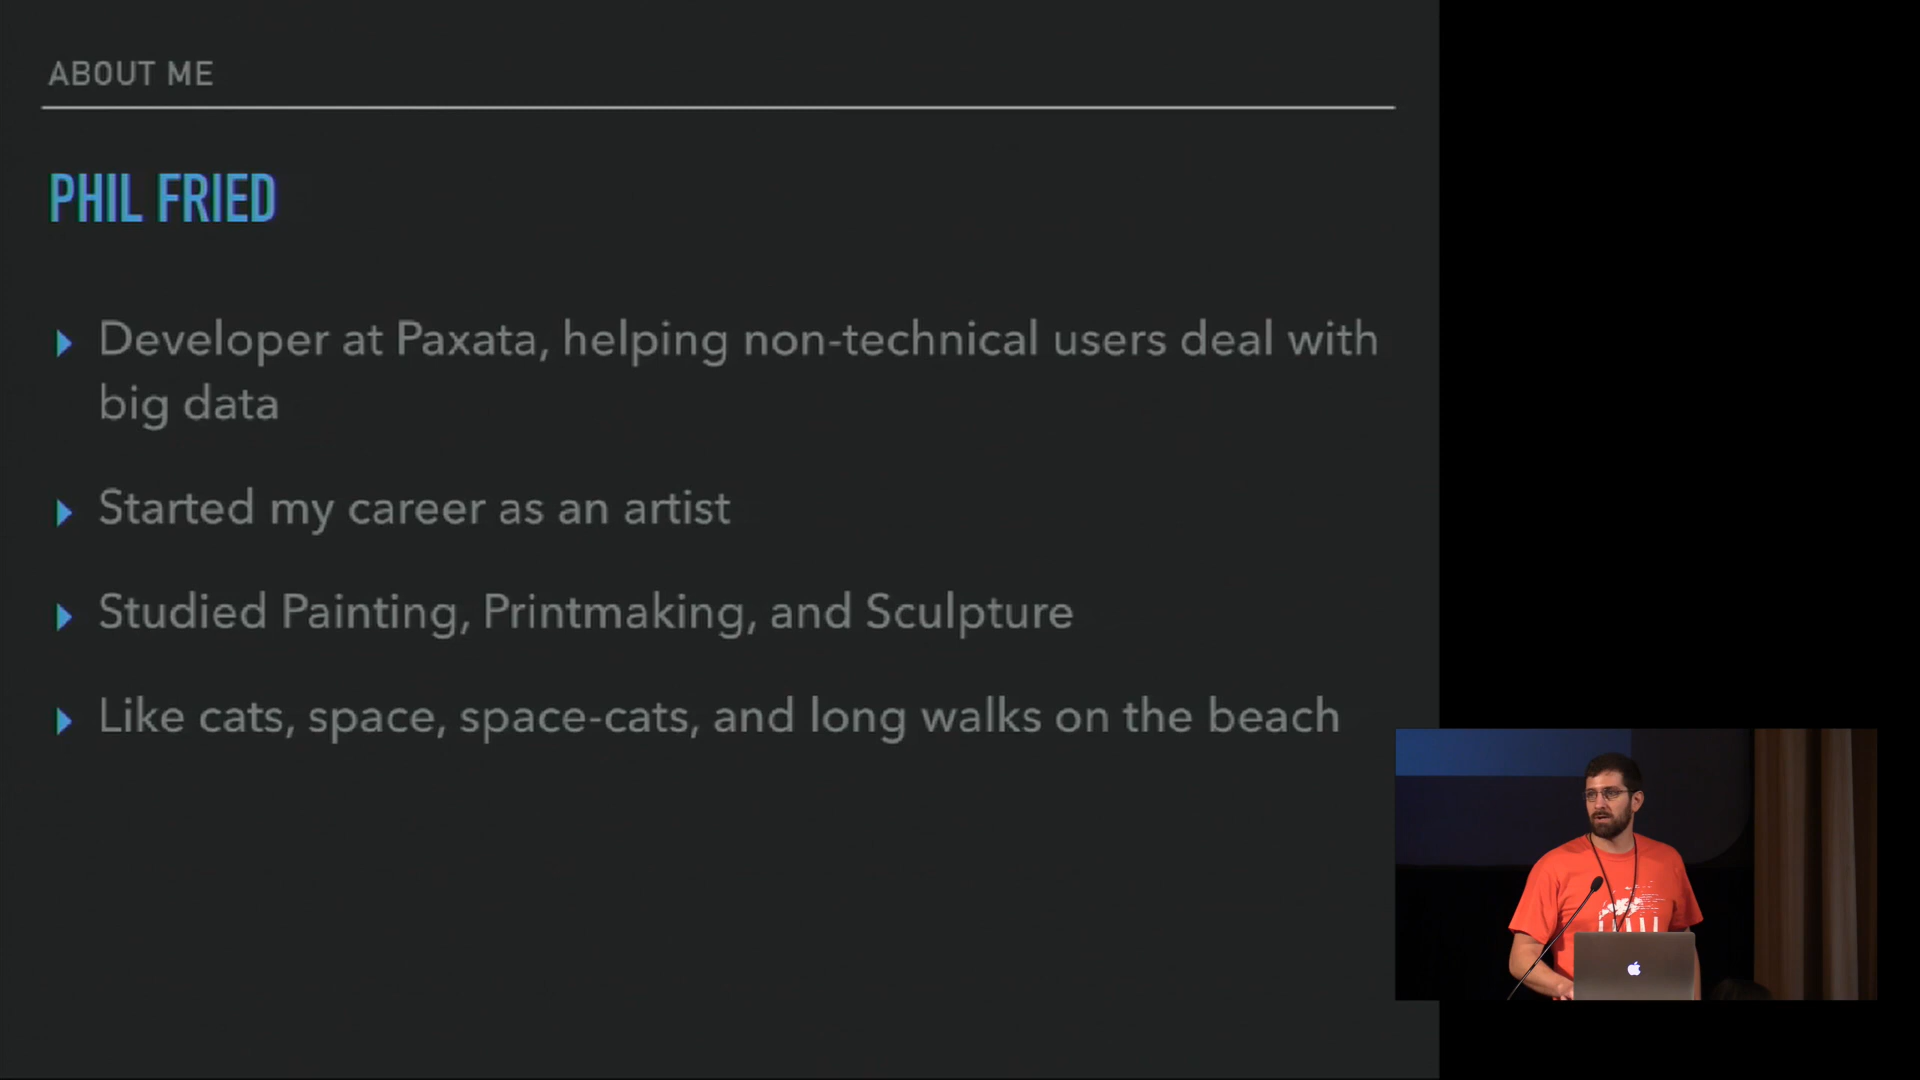 ABOUT ME
PHIL FRIED
Developer at Paxata, helping non-technical users deal with
big data
Started my career as an artist
Studied Painting, Printmaking, and Sculpture
Like cats, space, space-cats, and long walks on the beach